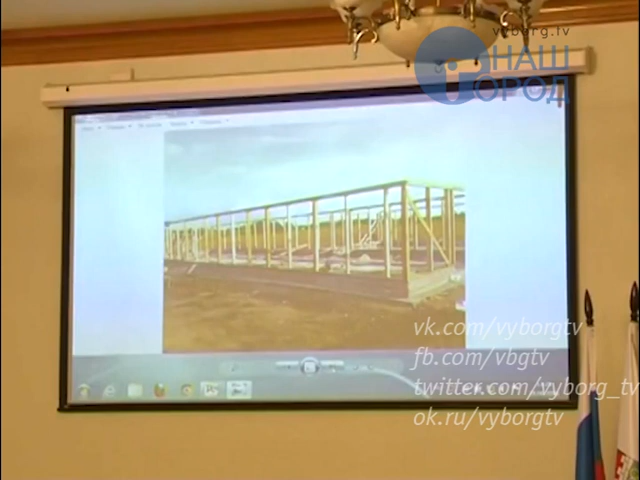 vyborg.tv
НАШ
ГОРОД
vk.com/vyborgtv
fb.com/vbgtv
twitter.com/vyborg_tv
ok.ru/vyborgtv